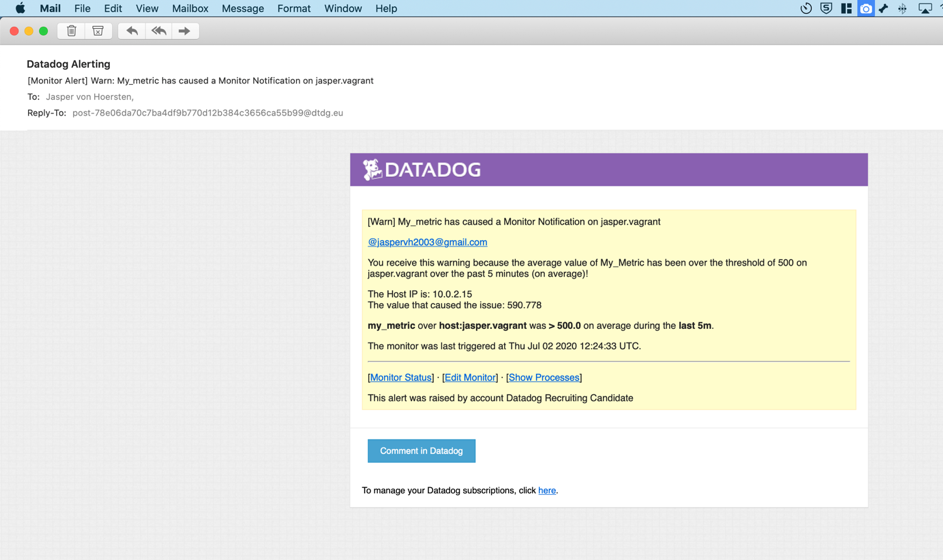 Mail File Edit View Mailbox Message Format Window Help
Datadog Alerting
[Monitor Alert] Warn: My_metric has caused a Monitor Notification on jasper.vagrant
To: Jasper von Hoersten,
Reply-To: post-78e06da70c7ba4df9b770d12b384c3656ca55b99@dtdg.eu
DATADOG
[Warn] My_metric has caused a Monitor Notification on jasper.vagrant
@jaspervh2003@gmail.com
You receive this warning because the average value of My_Metric has been over the threshold of 500 on
jasper.vagrant over the past 5 minutes (on average)!
The Host IP is: 10.0.2.15
The value that caused the issue: 590.778
my_metric over host:jasper.vagrant was > 500.0 on average during the last 5m.
The monitor was last triggered at Thu Jul 02 2020 12:24:33 UTC.
[Monitor Status] · [Edit Monitor] · [Show Processes]
This alert was raised by account Datadog Recruiting Candidate
Comment in Datadog
To manage your Datadog subscriptions, click here.